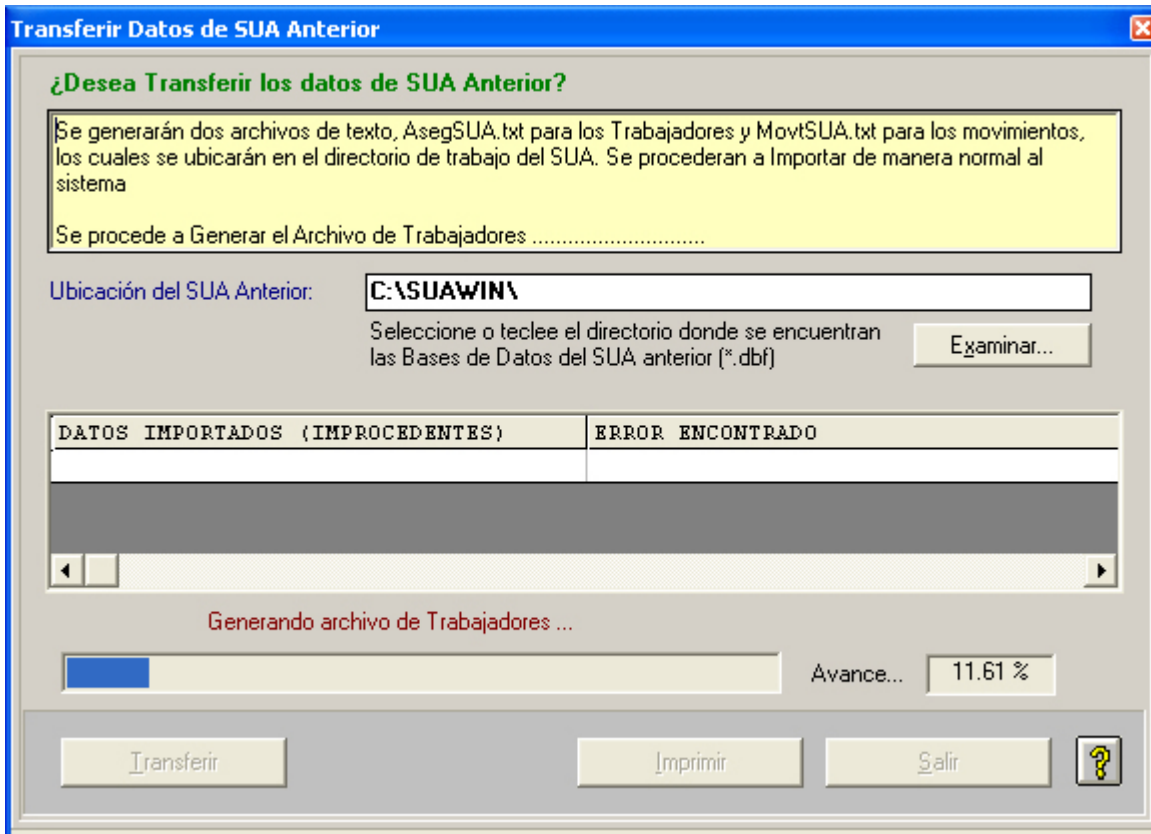 Transferir Datos de SUA Anterior
¿Desea Transferir los datos de SUA Anterior?
Se generarán dos archivos de texto, AsegSUA.txt para los Trabajadores y MovtSUA.txt para los movimientos,
los cuales se ubicarán en el directorio de trabajo del SUA. Se procederan a Importar de manera normal al
sistema
Se procede a Generar el Archivo de Trabajadores .............................
Ubicación del SUA Anterior: C:\SUAWIN\
Seleccione o teclee el directorio donde se encuentran
las Bases de Datos del SUA anterior (*.dbf)
Examinar...
DATOS IMPORTADOS (IMPROCEDENTES) ERROR ENCONTRADO
Generando archivo de Trabajadores ...
Avance... 11.61 %
Transferir Imprimir Salir ?